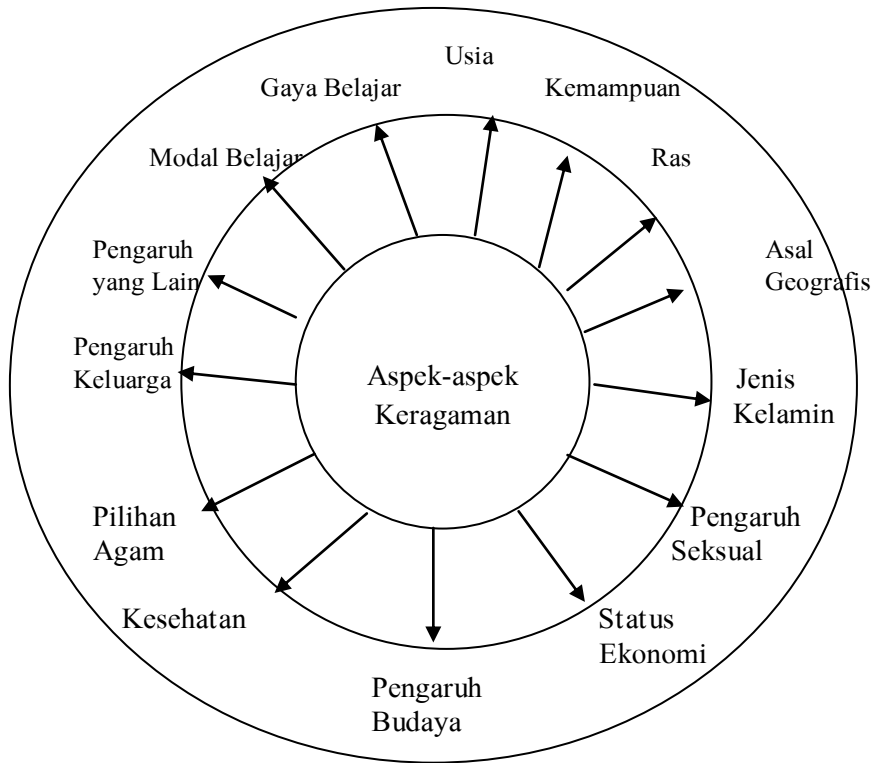 Usia
Gaya Belajar
Kemampuan
Modal Belajar
Ras
Pengaruh
yang Lain
Asal
Geografis
Pengaruh
Keluarga
Aspek-aspek
Keragaman
Jenis
Kelamin
Pilihan
Agam
Pengaruh
Seksual
Kesehatan
Status
Ekonomi
Pengaruh
Budaya